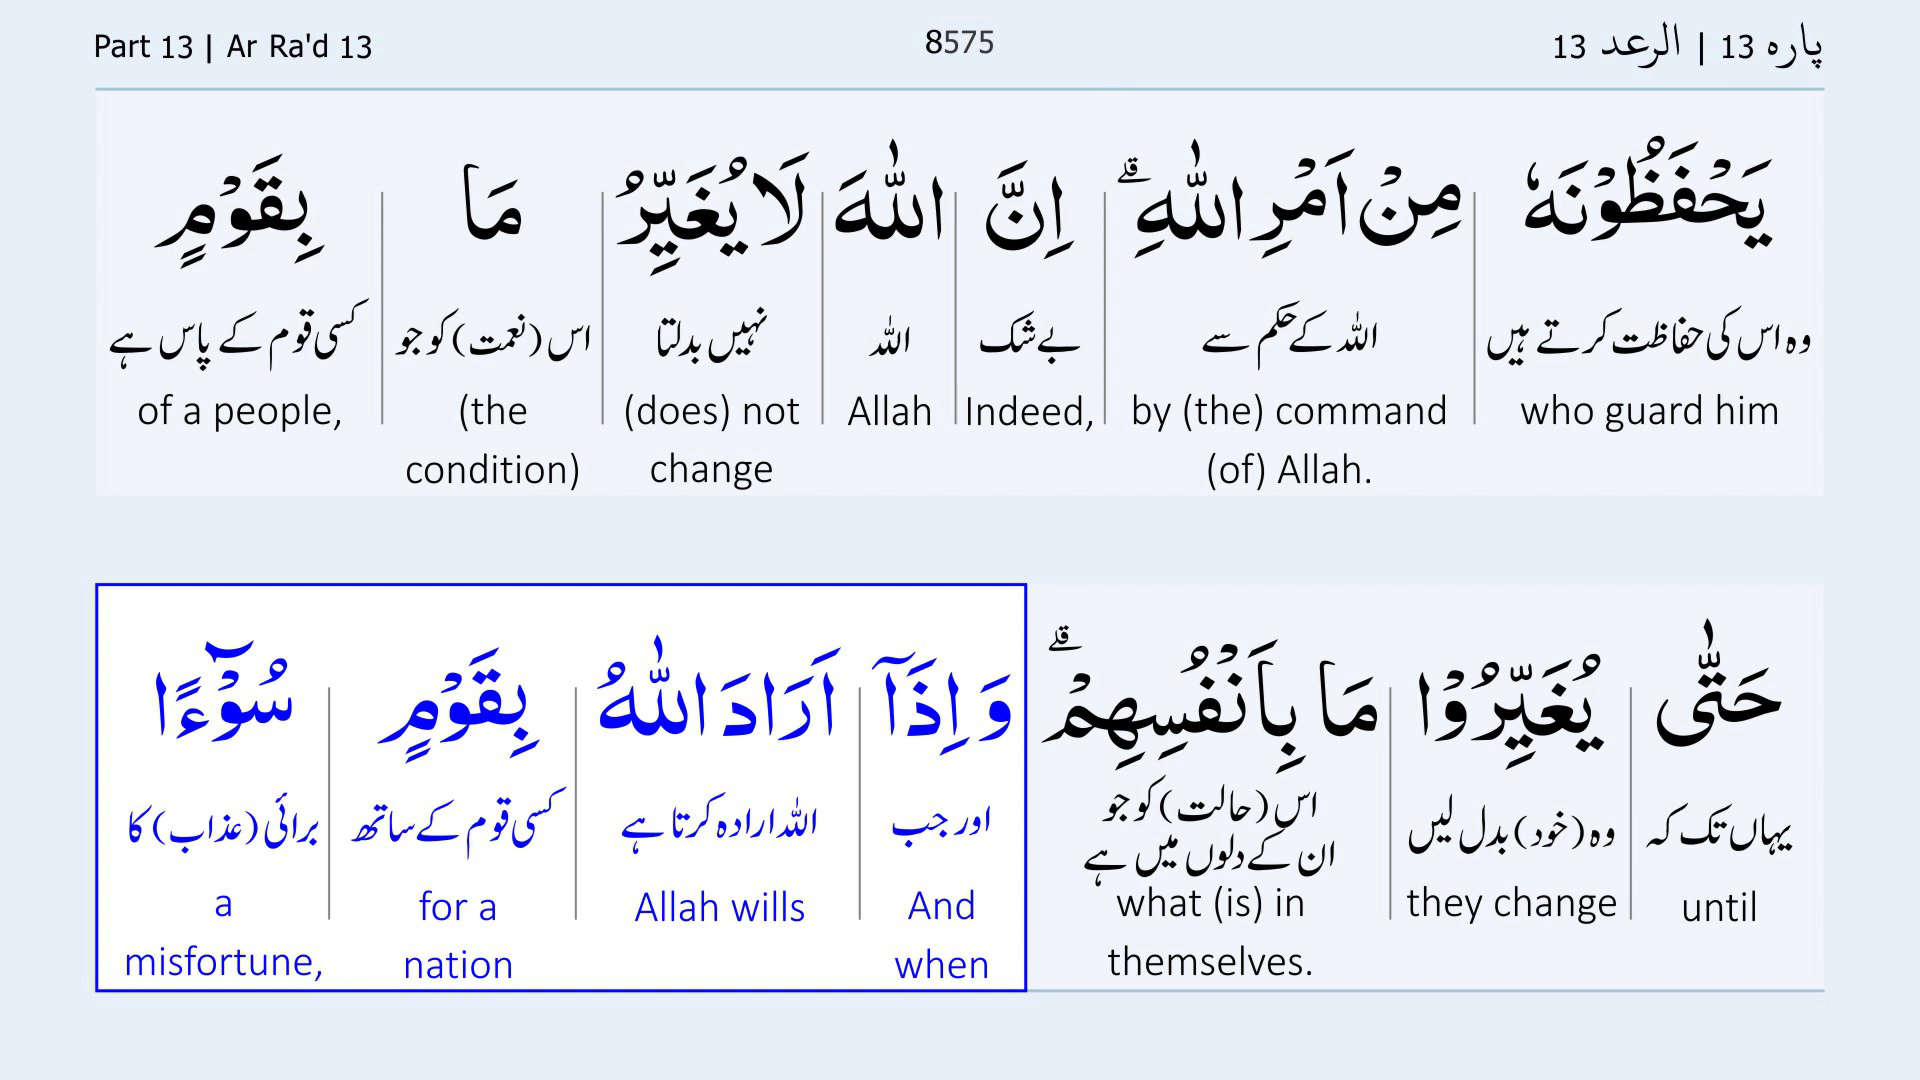 Part 13 | Ar Ra'd 13 8575 پارہ 13 | الرعد 13
یَحْفَظُوْنَهٗ مِنْ اَمْرِ اللّٰهِ ؕ اِنَّ اللّٰهَ لَا یُغَیِّرُ مَا بِقَوْمٍ
وہ اس کی حفاظت کرتے ہیں اللہ کے حکم سے بے شک اللہ نہیں بدلتا اس (نعمت) کو جو کسی قوم کے پاس ہے
who guard him by (the) command Indeed, Allah (does) not (the of a people,
(of) Allah. change condition)
حَتّٰی یُغَیِّرُوْا مَا بِاَنْفُسِهِمْ ؕ وَ اِذَاۤ اَرَادَ اللّٰهُ بِقَوْمٍ سُوْٓءًا
یہاں تک کہ وہ (خود) بدل لیں اس (حالت) کو جو اور جب اللہ ارادہ کرتا ہے کسی قوم کے ساتھ برائی (عذاب) کا
ان کے دلوں میں ہے
until they change what (is) in And Allah wills for a a
themselves. when nation misfortune,